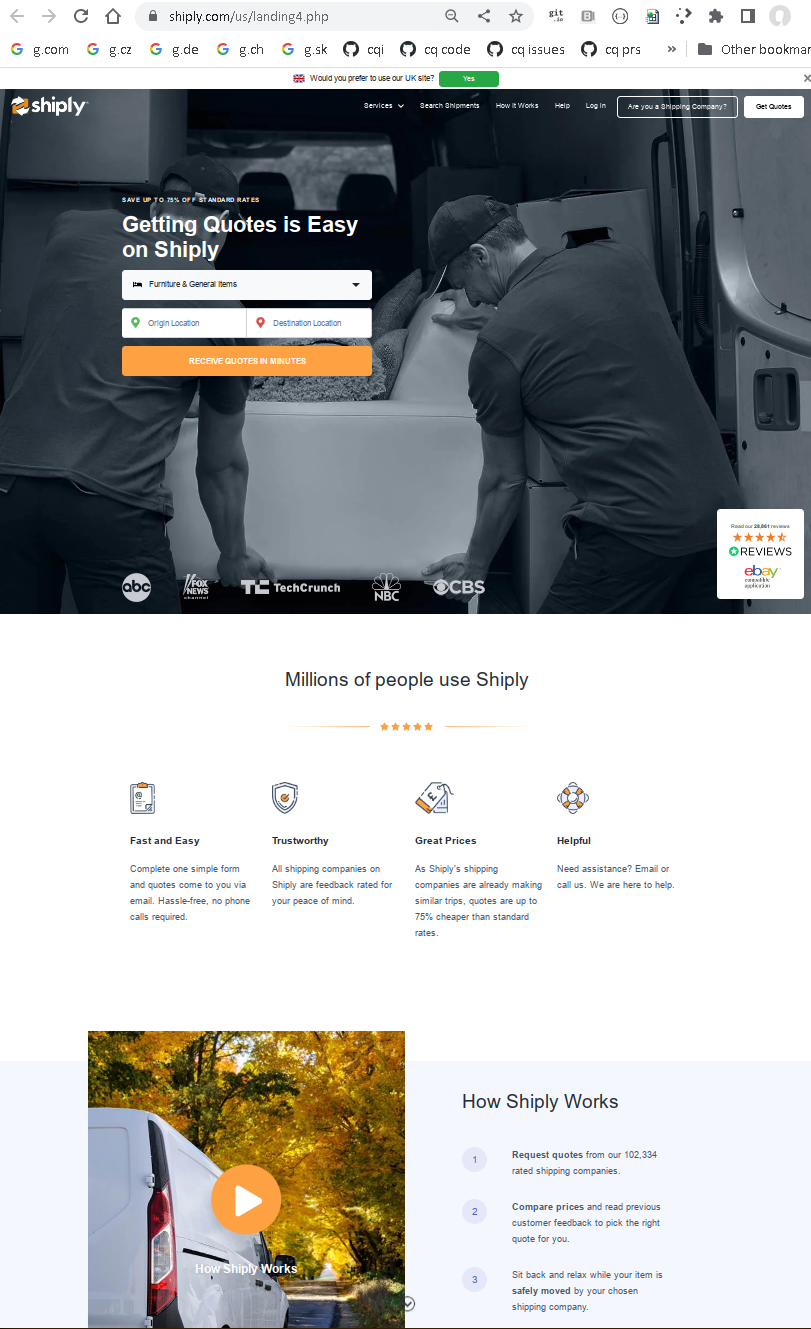 shiply.com/us/landing4.php
git
.io
g.com
g.cz
g.de
g.ch
g.sk
cqi
cq code
cq issues
cq prs
»
Other bookmar
Would you prefer to use our UK site?
Yes
shiply
Services
Search Shipments
How it Works
Help
Log In
Are you a Shipping Company?
Get Quotes
SAVE UP TO 75% OFF STANDARD RATES
Getting Quotes is Easy
on Shiply
Furniture & General Items
Origin Location
Destination Location
RECEIVE QUOTES IN MINUTES
Read our 28,861 reviews
REVIEWS
ebay
compatible
application
abc
FOX
NEWS
channel
TC TechCrunch
NBC
CBS
Millions of people use Shiply
Fast and Easy
Complete one simple form
and quotes come to you via
email. Hassle-free, no phone
calls required.
Trustworthy
All shipping companies on
Shiply are feedback rated for
your peace of mind.
Great Prices
As Shiply's shipping
companies are already making
similar trips, quotes are up to
75% cheaper than standard
rates.
Helpful
Need assistance? Email or
call us. We are here to help.
How Shiply Works
How Shiply Works
1
Request quotes from our 102,334
rated shipping companies.
2
Compare prices and read previous
customer feedback to pick the right
quote for you.
3
Sit back and relax while your item is
safely moved by your chosen
shipping company.